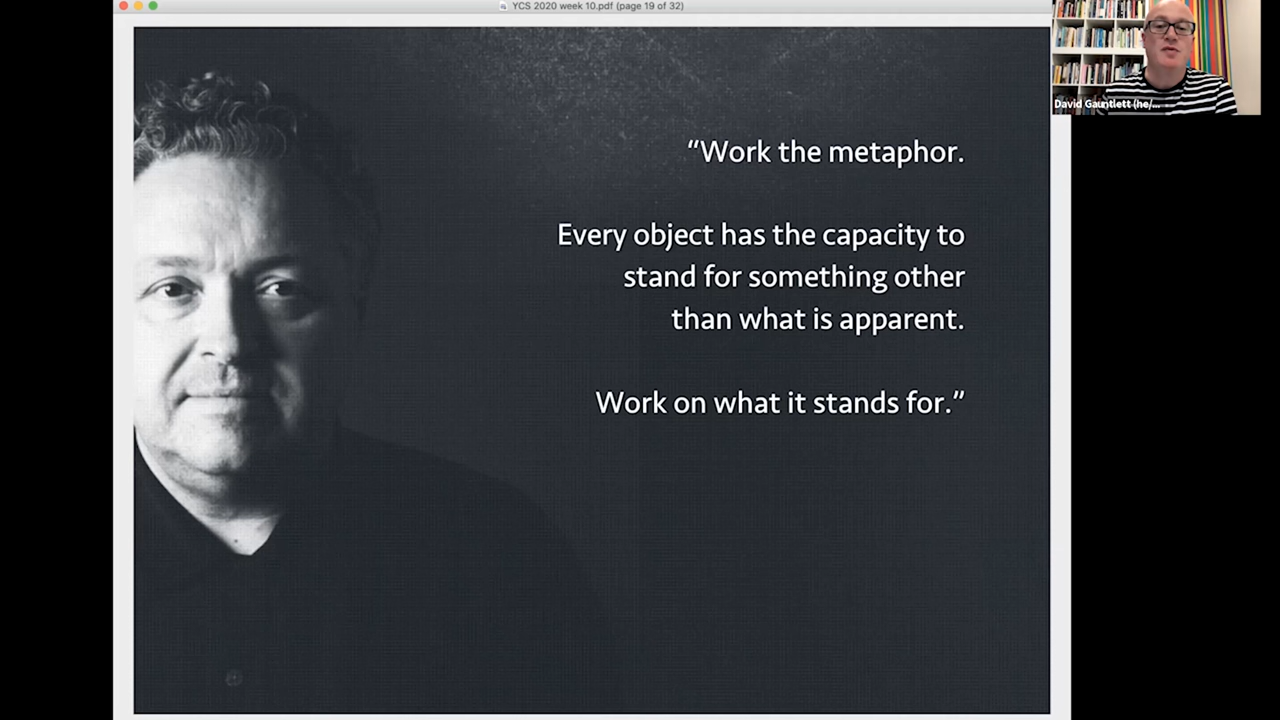 YCS 2020 week 10.pdf (page 19 of 32)
David Gauntlett (he/...
“Work the metaphor.
Every object has the capacity to
stand for something other
than what is apparent.
Work on what it stands for.”